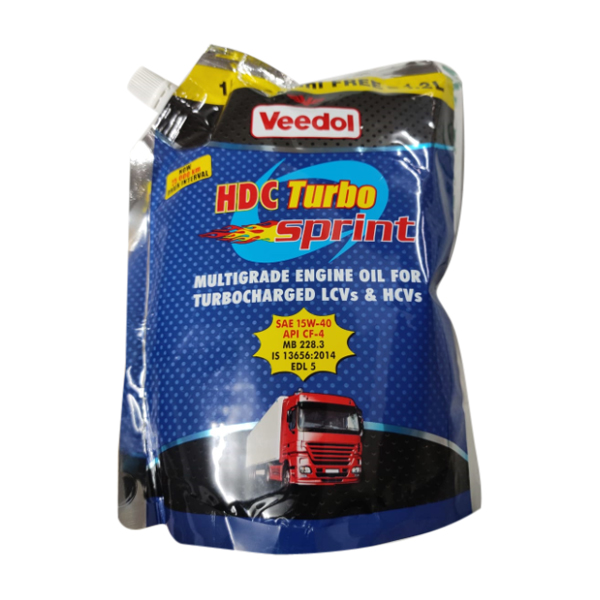 FREE
Veedol
HDC Turbo
sprint
MULTIGRADE ENGINE OIL FOR
TURBOCHARGED LCVs & HCVs
SAE 15W-40
API CF-4
MB 228.3
IS 13656:2014
EDL 5